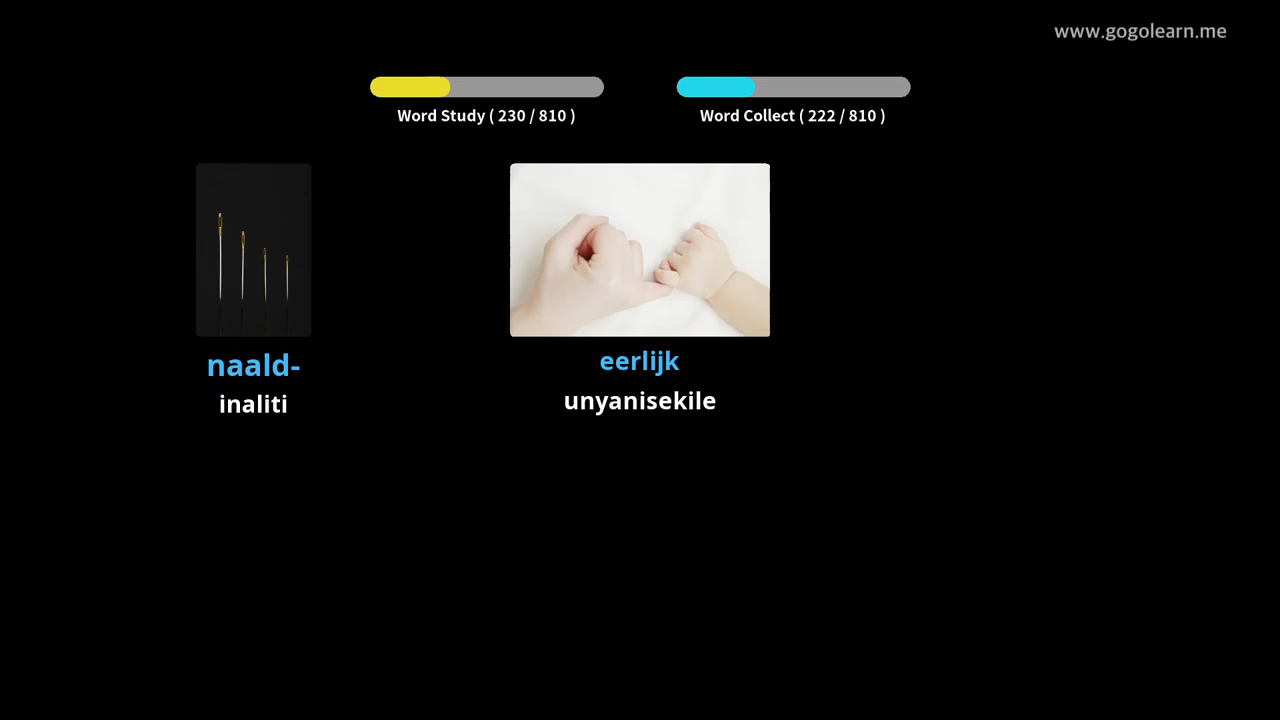 www.gogolearn.me
Word Study ( 230 / 810 )
Word Collect ( 222 / 810 )
naald-
inaliti
eerlijk
unyanisekile